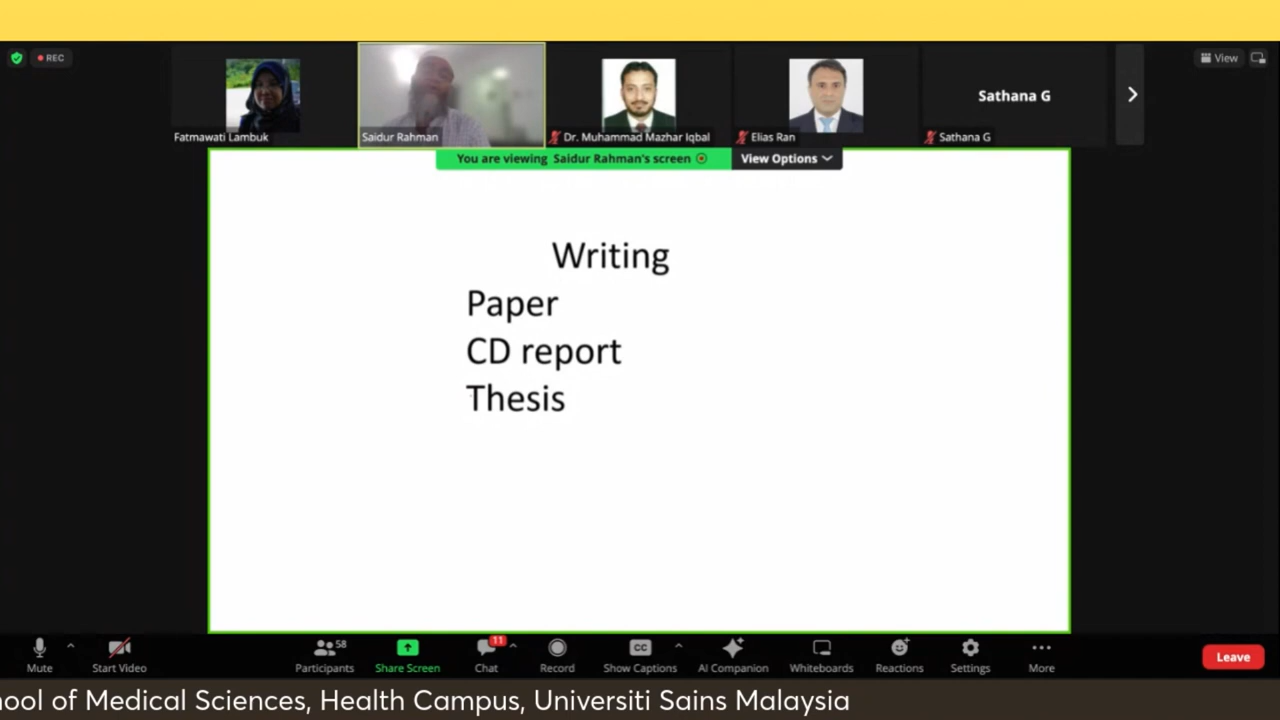 REC
View
Fatmawati Lambuk
Saidur Rahman
Dr. Muhammad Mazhar Iqbal
Elias Ran
Sathana G
Sathana G
You are viewing Saidur Rahman's screen
View Options
Writing
Paper
CD report
Thesis
Mute
Start Video
58
Participants
Share Screen
11
Chat
Record
CC
Show Captions
AI Companion
Whiteboards
Reactions
Settings
More
Leave
of Medical Sciences, Health Campus, Universiti Sains Malaysia